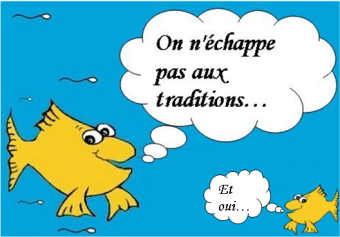 On n'échappe
pas aux
traditions...
Et
oui...